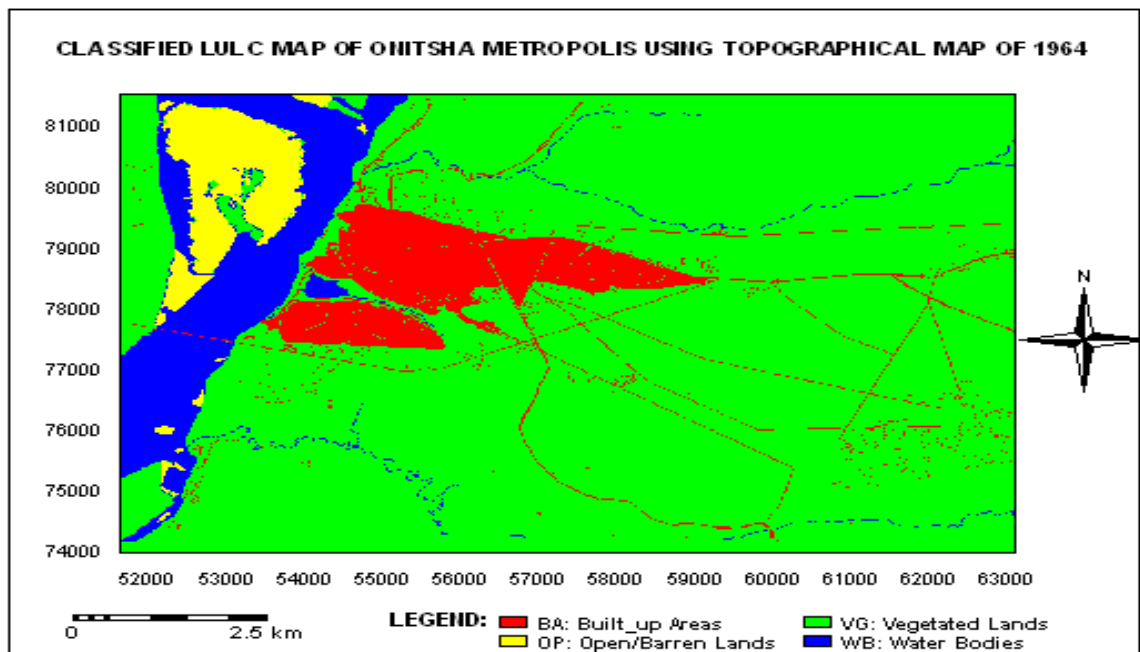 CLASSIFIED LULC MAP OF ONITSHA METROPOLIS USING TOPOGRAPHICAL MAP OF 1964
81000
80000
79000
78000
77000
76000
75000
74000
52000 53000 54000 55000 56000 57000 58000 59000 60000 61000 62000 63000
N
0 2.5 km
LEGEND:
BA: Built_up Areas
OP: Open/Barren Lands
VG: Vegetated Lands
WB: Water Bodies